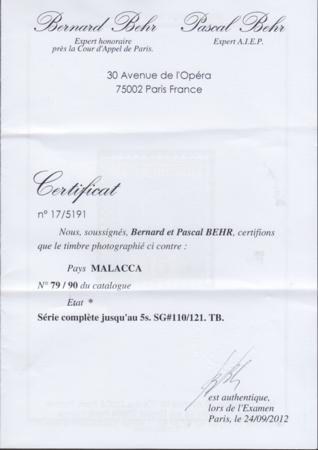 Bernard Behr Pascal Behr
Expert honoraire Expert A.I.E.P.
près la Cour d'Appel de Paris.
30 Avenue de l'Opéra
75002 Paris France
Certificat
n° 17/5191
Nous, soussignés, Bernard et Pascal BEHR, certifions
que le timbre photographié ci contre :
Pays MALACCA
N° 79 / 90 du catalogue
Etat *
Série complète jusqu'au 5s. SG#110/121. TB.
est authentique,
lors de l'Examen
Paris, le 24/09/2012